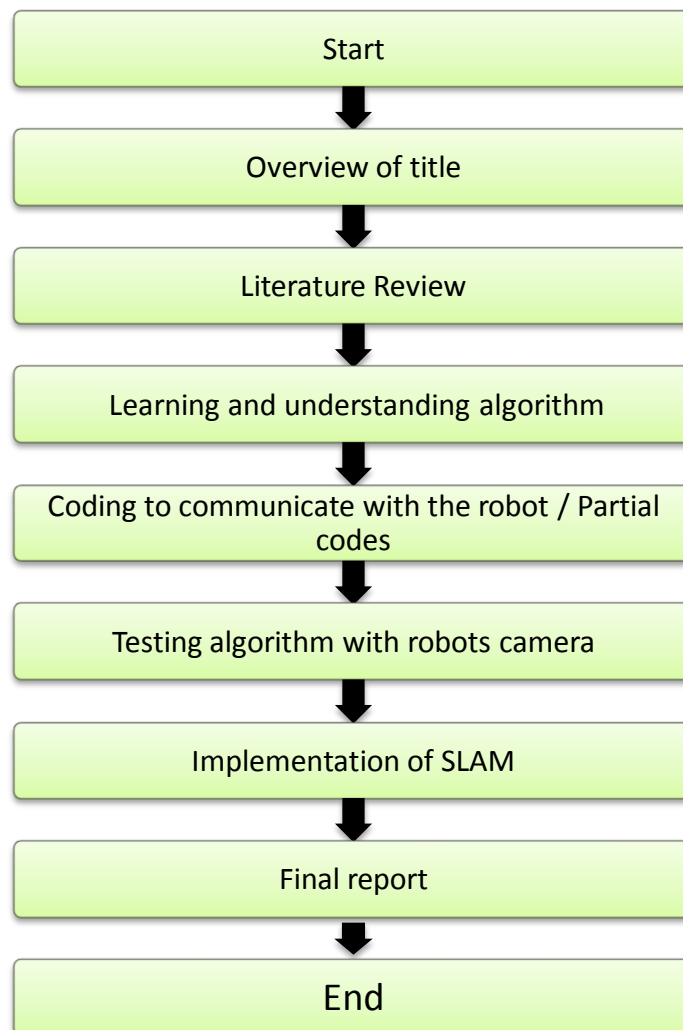 Start
Overview of title
Literature Review
Learning and understanding algorithm
Coding to communicate with the robot / Partial
codes
Testing algorithm with robots camera
Implementation of SLAM
Final report
End